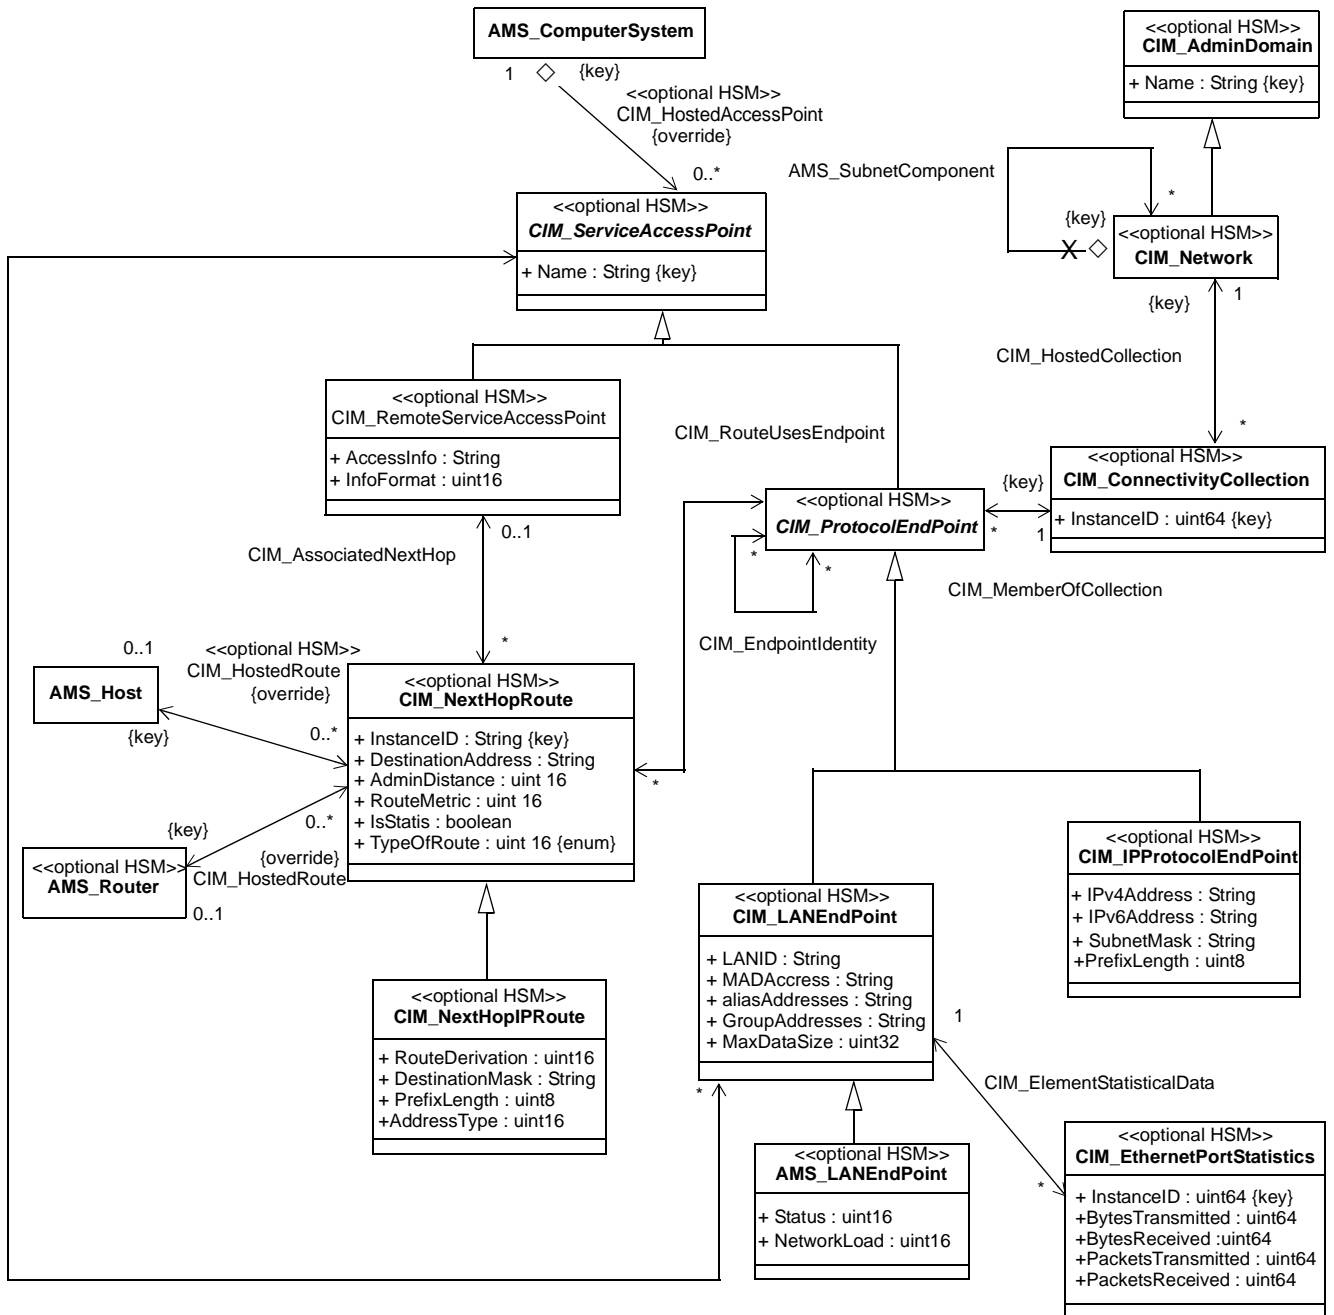 AMS_ComputerSystem
1
{key}
<<optional HSM>>
CIM_HostedAccessPoint
{override}
0..*
<<optional HSM>>
CIM_AdminDomain
+ Name : String {key}
AMS_SubnetComponent
*
{key}
X
<<optional HSM>>
CIM_Network
{key}
1
CIM_HostedCollection
*
<<optional HSM>>
CIM_ServiceAccessPoint
+ Name : String {key}
<<optional HSM>>
CIM_RemoteServiceAccessPoint
+ AccessInfo : String
+ InfoFormat : uint16
0..1
CIM_AssociatedNextHop
*
CIM_RouteUsesEndpoint
<<optional HSM>>
CIM_ProtocolEndPoint
*
*
CIM_EndpointIdentity
{key}
*
1
<<optional HSM>>
CIM_ConnectivityCollection
+ InstanceID : uint64 {key}
CIM_MemberOfCollection
0..1
<<optional HSM>>
CIM_HostedRoute
{override}
AMS_Host
{key}
0..*
<<optional HSM>>
CIM_NextHopRoute
+ InstanceID : String {key}
+ DestinationAddress : String
+ AdminDistance : uint 16
+ RouteMetric : uint 16
+ IsStatis : boolean
+ TypeOfRoute : uint 16 {enum}
*
{key}
0..*
{override}
CIM_HostedRoute
<<optional HSM>>
AMS_Router
0..1
<<optional HSM>>
CIM_NextHopIPRoute
+ RouteDerivation : uint16
+ DestinationMask : String
+ PrefixLength : uint8
+AddressType : uint16
<<optional HSM>>
CIM_LANEndPoint
+ LANID : String
+ MADAccress : String
+ aliasAddresses : String
+ GroupAddresses : String
+ MaxDataSize : uint32
*
1
<<optional HSM>>
CIM_IPProtocolEndPoint
+ IPv4Address : String
+ IPv6Address : String
+ SubnetMask : String
+PrefixLength : uint8
CIM_ElementStatisticalData
*
<<optional HSM>>
AMS_LANEndPoint
+ Status : uint16
+ NetworkLoad : uint16
<<optional HSM>>
CIM_EthernetPortStatistics
+ InstanceID : uint64 {key}
+BytesTransmitted : uint64
+BytesReceived :uint64
+PacketsTransmitted : uint64
+PacketsReceived : uint64